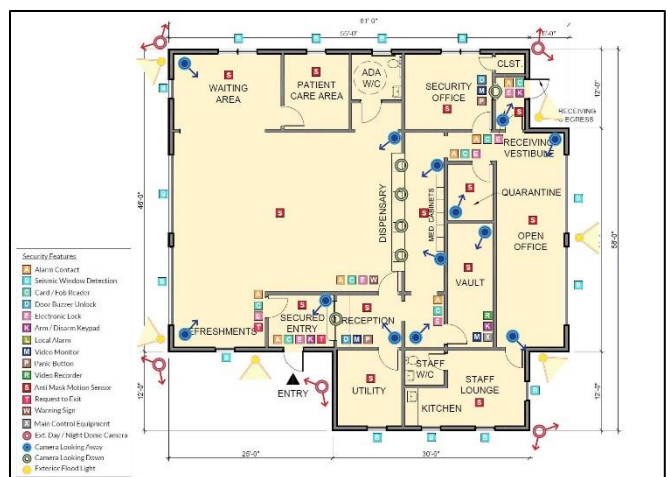 61'-0"
55'-0"
6'-0"
WAITING
AREA
PATIENT
CARE AREA
ADA
W/C
SECURITY
OFFICE
CLST.
RECEIVING
EGRESS
12'-0"
RECEIVING
VESTIBULE
QUARANTINE
OPEN
OFFICE
DISPENSARY
MED. CABINETS
VAULT
46'-0"
58'-0"
REFRESHMENTS
SECURED
ENTRY
RECEPTION
ENTRY
UTILITY
STAFF
W/C
STAFF
LOUNGE
KITCHEN
12'-0"
12'-0"
25'-0"
30'-0"
Security Features
A Alarm Contact
E Seismic Window Detection
C Card / Fob Reader
D Door Buzzer Unlock
E Electronic Lock
K Arm / Disarm Keypad
L Local Alarm
M Video Monitor
P Panic Button
R Video Recorder
S Anti Mask Motion Sensor
T Request to Exit
W Warning Sign
X Main Control Equipment
Ext. Day / Night Dome Camera
Camera Looking Away
Camera Looking Down
Exterior Flood Light